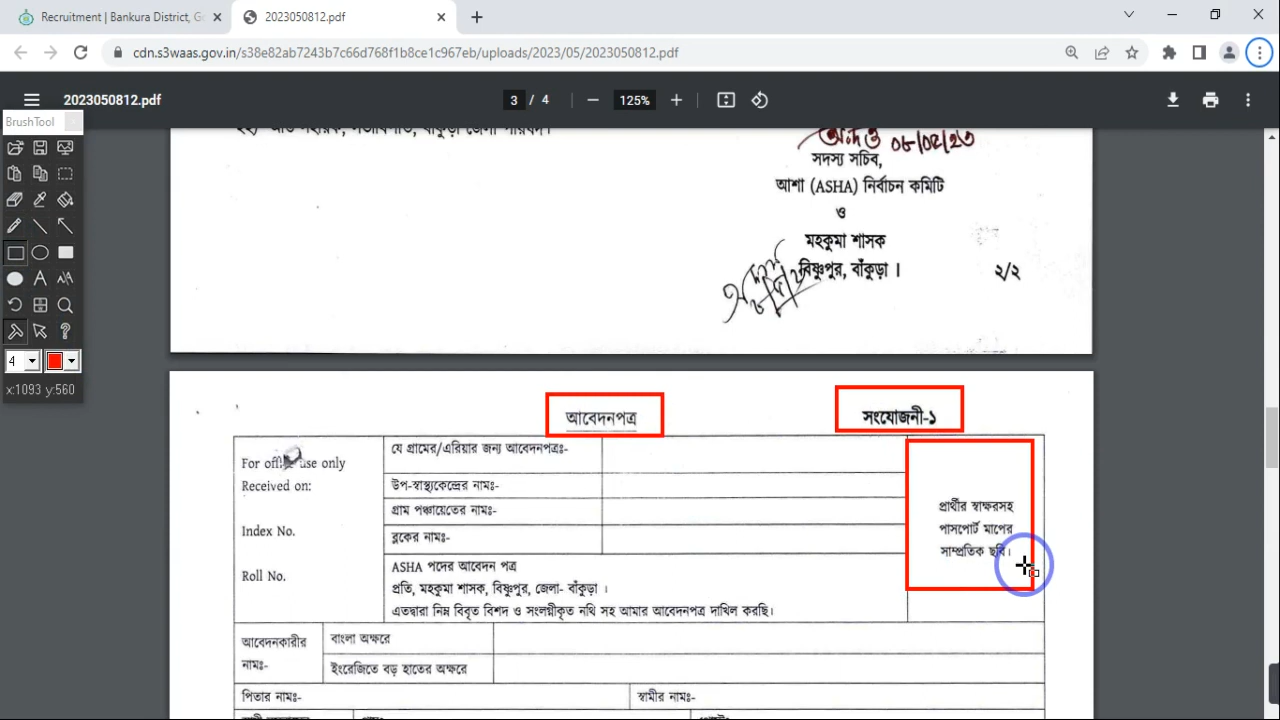 Recruitment | Bankura District, G
2023050812.pdf
cdn.s3waas.gov.in/s38e82ab7243b7c66d768f1b8ce1c967eb/uploads/2023/05/2023050812.pdf
2023050812.pdf
3 / 4
125%
BrushTool
4
x:1093 y:560
০৮/০৫/২৩
সদস্য সচিব,
আশা (ASHA) নির্বাচন কমিটি
ও
মহকুমা শাসক
বিষ্ণুপুর, বাঁকুড়া ।
২/২
আবেদনপত্র
সংযোজনী-১
For office use only
Received on:
Index No.
Roll No.
যে গ্রামের/এরিয়ার জন্য আবেদনপত্রঃ-
উপ-স্বাস্থ্যকেন্দ্রের নামঃ-
গ্রাম পঞ্চায়েতের নামঃ-
ব্লকের নামঃ-
ASHA পদের আবেদন পত্র
প্রতি, মহকুমা শাসক, বিষ্ণুপুর, জেলা- বাঁকুড়া ।
এতদ্বারা নিম্ন বিবৃত বিশদ ও সংলগ্নীকৃত নথি সহ আমার আবেদনপত্র দাখিল করছি।
প্রার্থীর স্বাক্ষরসহ
পাসপোর্ট মাপের
সাম্প্রতিক ছবি।
আবেদনকারীর
নামঃ-
বাংলা অক্ষরে
ইংরেজিতে বড় হাতের অক্ষরে
পিতার নামঃ-
স্বামীর নামঃ-